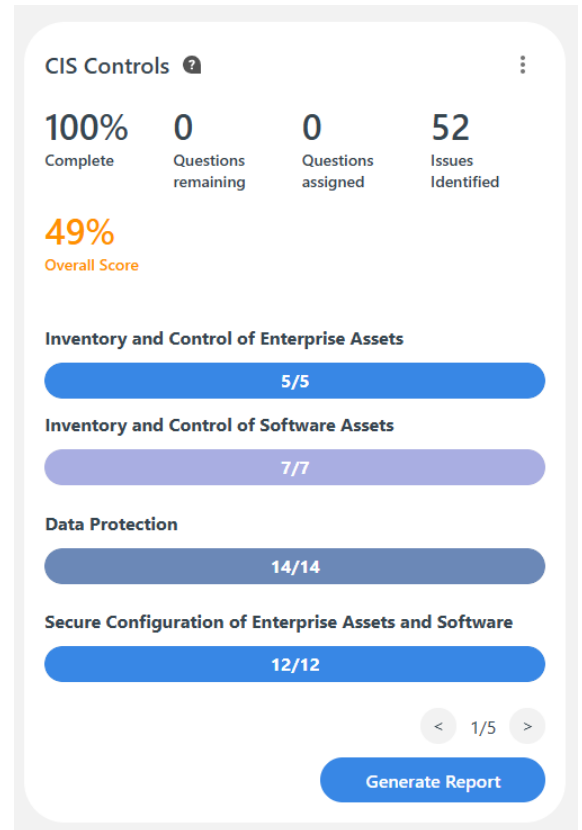 CIS Controls ?
100% 0 0 52
Complete Questions remaining Questions assigned Issues Identified
49%
Overall Score
Inventory and Control of Enterprise Assets
5/5
Inventory and Control of Software Assets
7/7
Data Protection
14/14
Secure Configuration of Enterprise Assets and Software
12/12
< 1/5 >
Generate Report